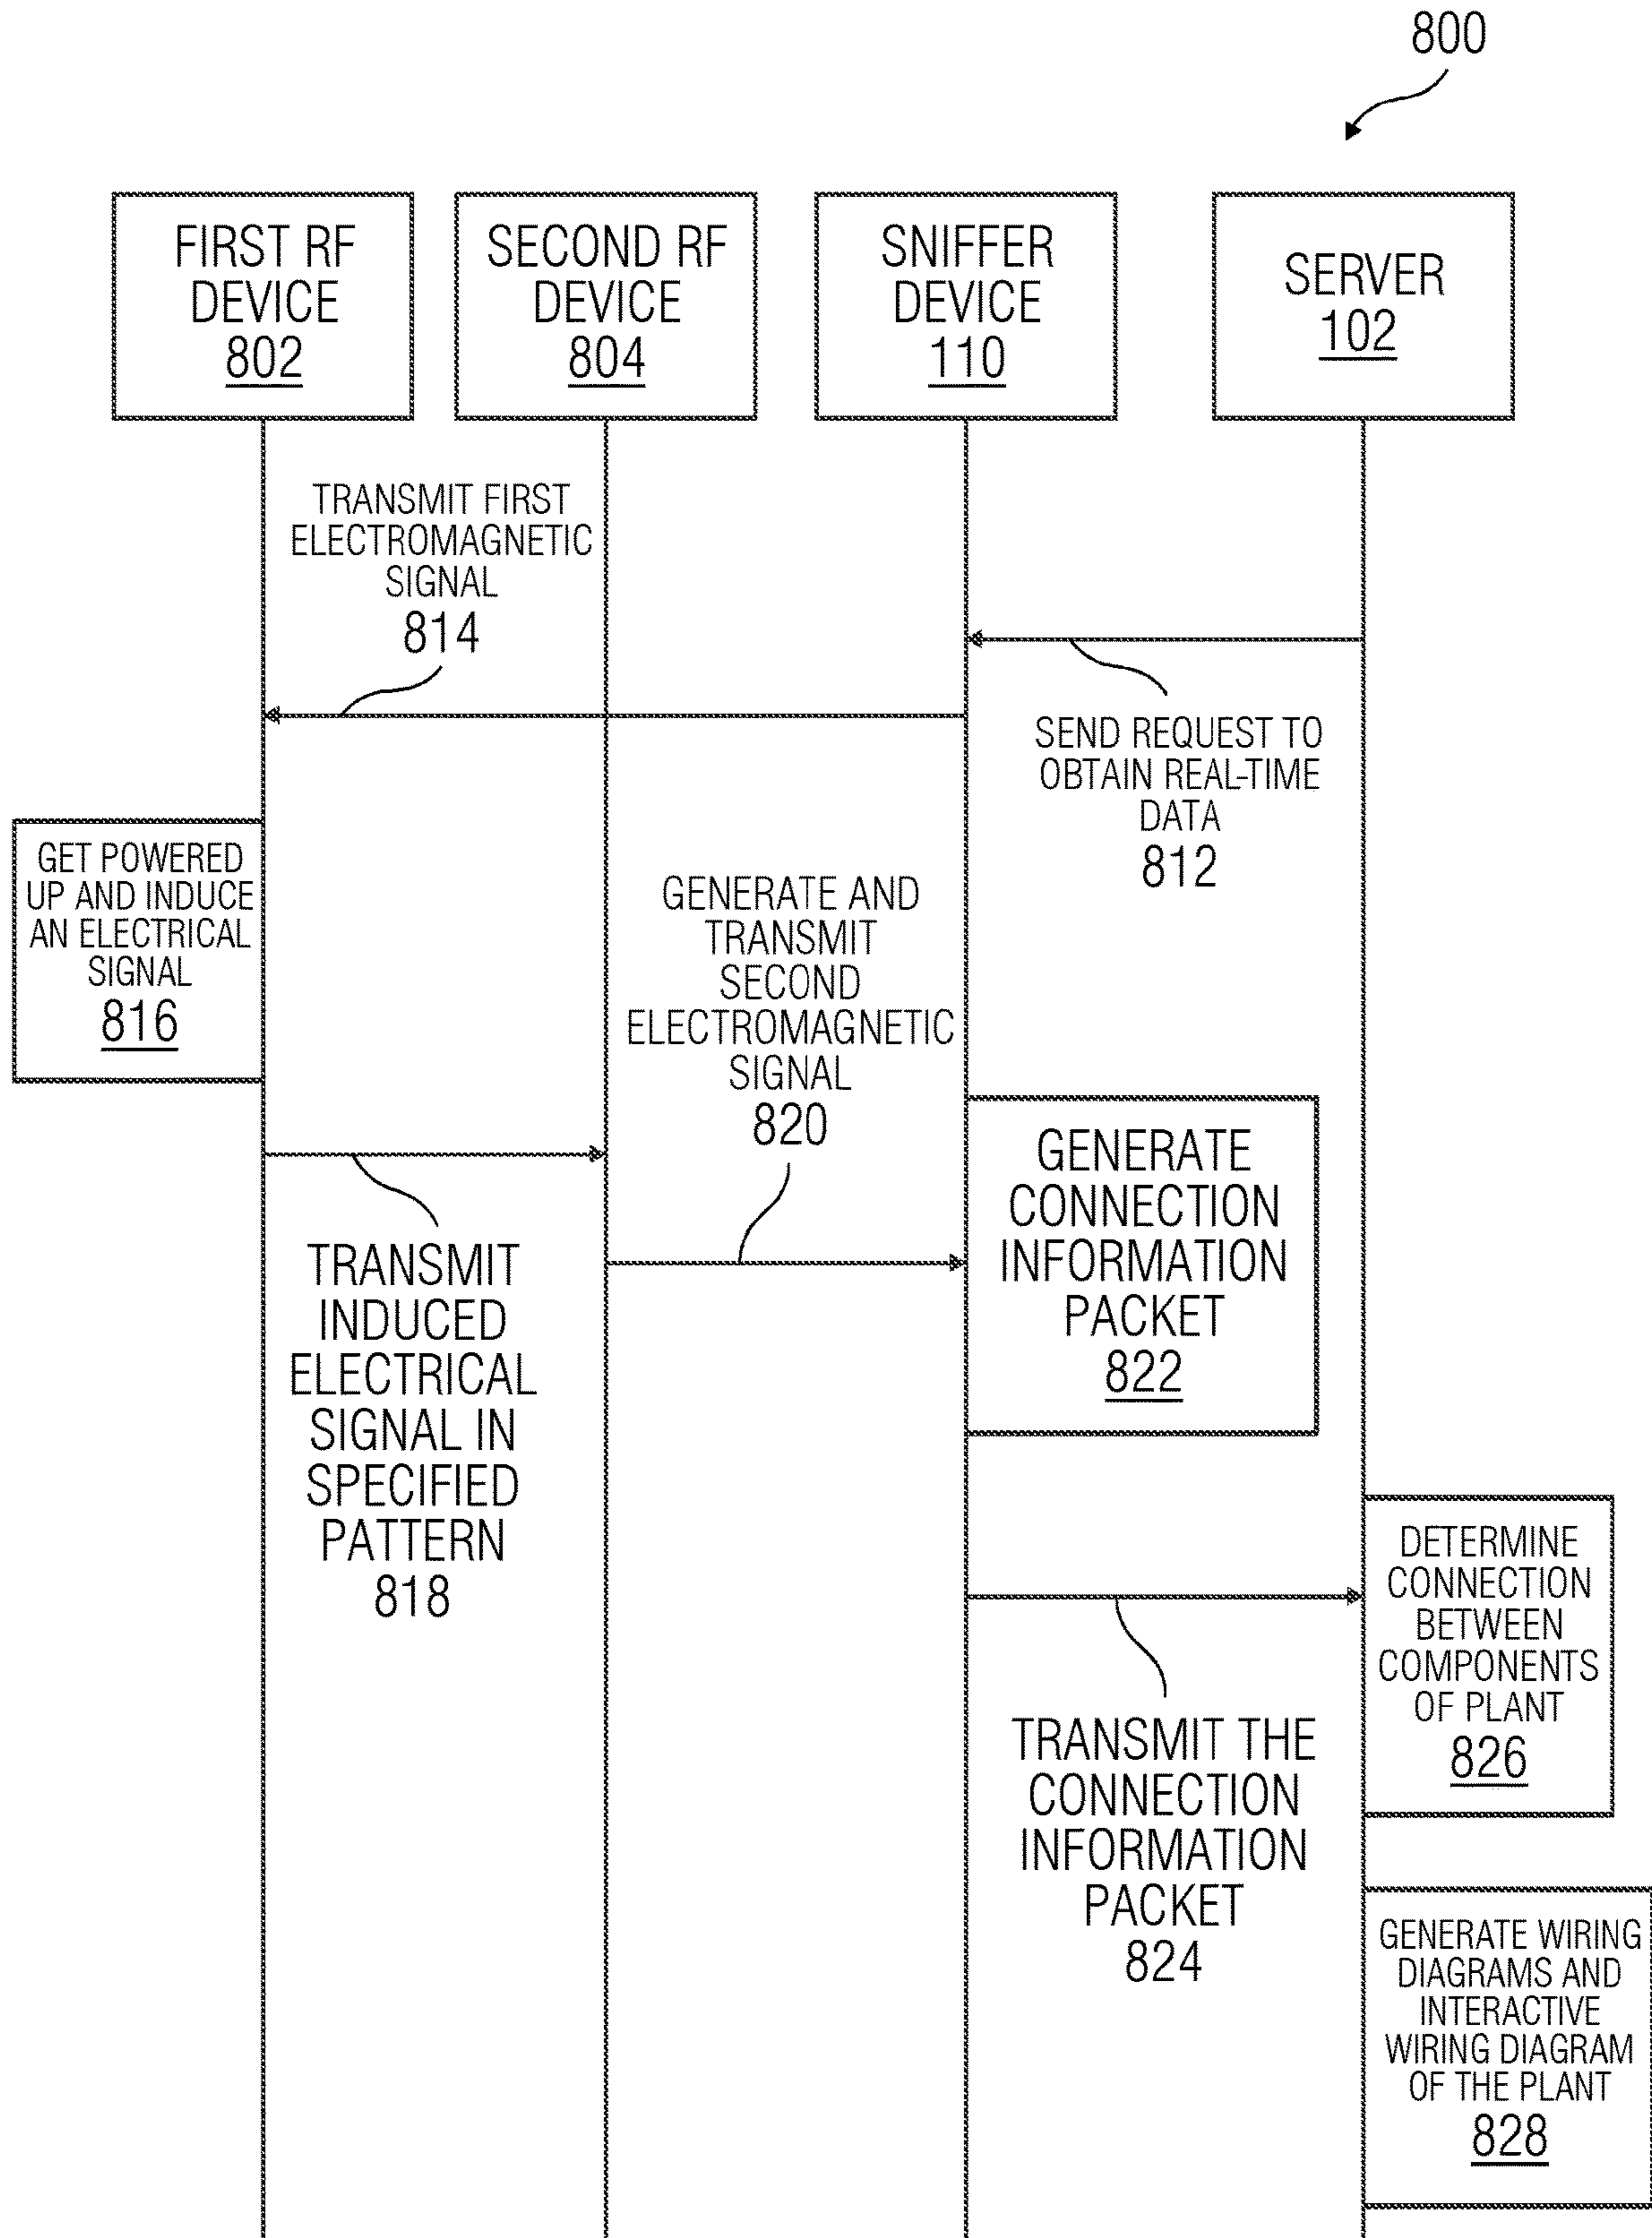 800
FIRST RF
DEVICE
802
SECOND RF
DEVICE
804
SNIFFER
DEVICE
110
SERVER
102
TRANSMIT FIRST
ELECTROMAGNETIC
SIGNAL
814
SEND REQUEST TO
OBTAIN REAL-TIME
DATA
812
GET POWERED
UP AND INDUCE
AN ELECTRICAL
SIGNAL
816
GENERATE AND
TRANSMIT
SECOND
ELECTROMAGNETIC
SIGNAL
820
GENERATE
CONNECTION
INFORMATION
PACKET
822
TRANSMIT
INDUCED
ELECTRICAL
SIGNAL IN
SPECIFIED
PATTERN
818
DETERMINE
CONNECTION
BETWEEN
COMPONENTS
OF PLANT
826
TRANSMIT THE
CONNECTION
INFORMATION
PACKET
824
GENERATE WIRING
DIAGRAMS AND
INTERACTIVE
WIRING DIAGRAM
OF THE PLANT
828